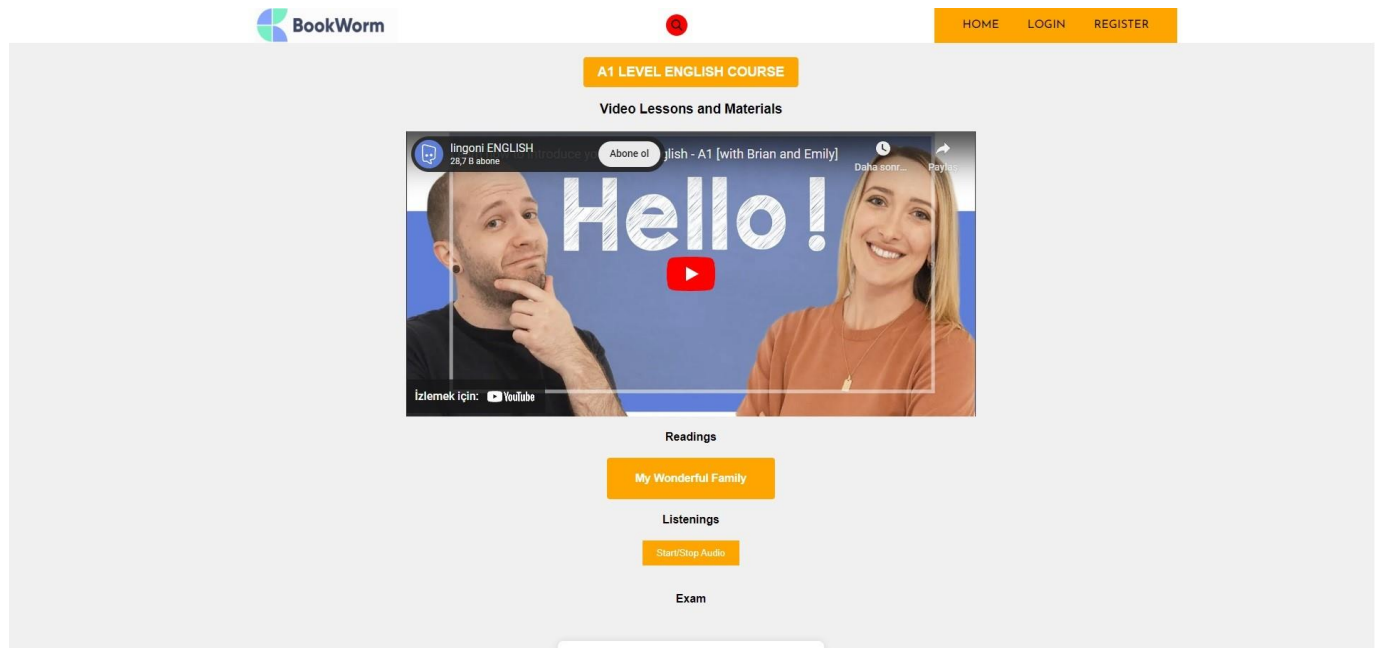 BookWorm
HOME LOGIN REGISTER
A1 LEVEL ENGLISH COURSE
Video Lessons and Materials
lingoni ENGLISH
28,7 B abone
introduce
Abone ol
glish - A1 [with Brian and Emily]
Daha sonr...
Paylaş
Hello!
İzlemek için: YouTube
Readings
My Wonderful Family
Listenings
Start/Stop Audio
Exam